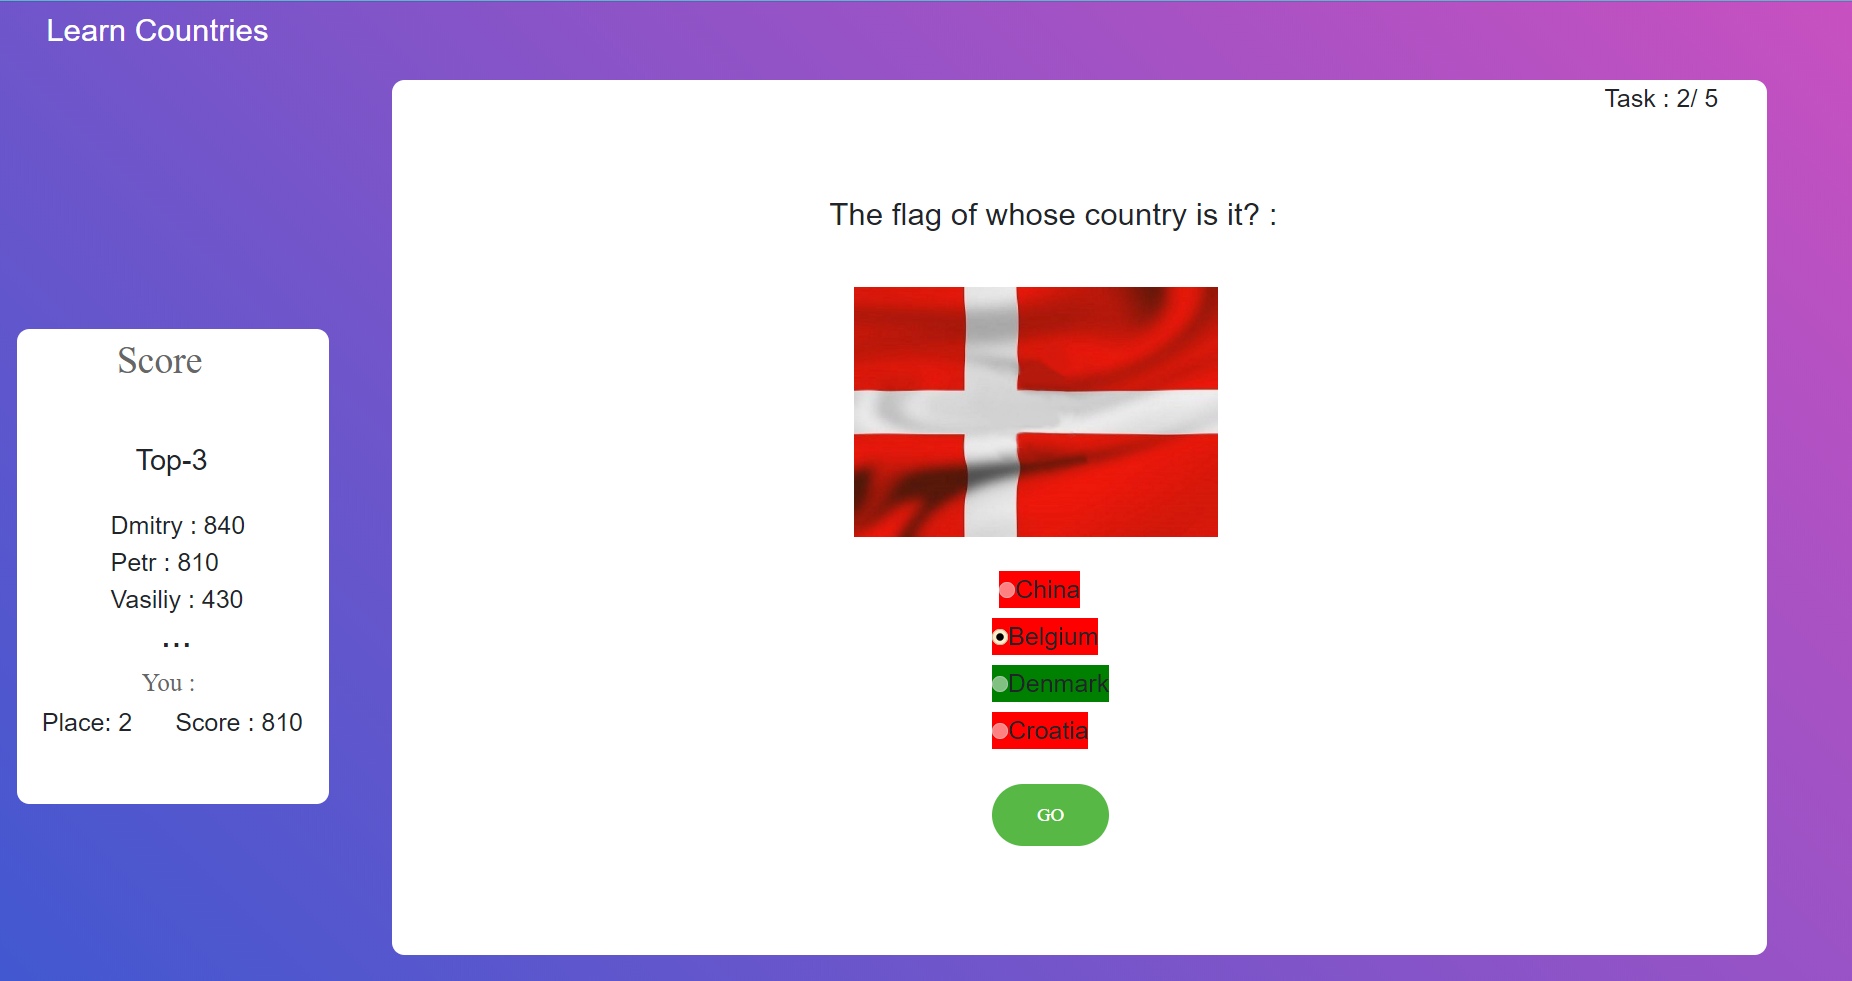 Learn Countries
Task : 2/ 5
The flag of whose country is it? :
China
Belgium
Denmark
Croatia
GO
Score
Top-3
Dmitry : 840
Petr : 810
Vasiliy : 430
...
You :
Place: 2 Score : 810